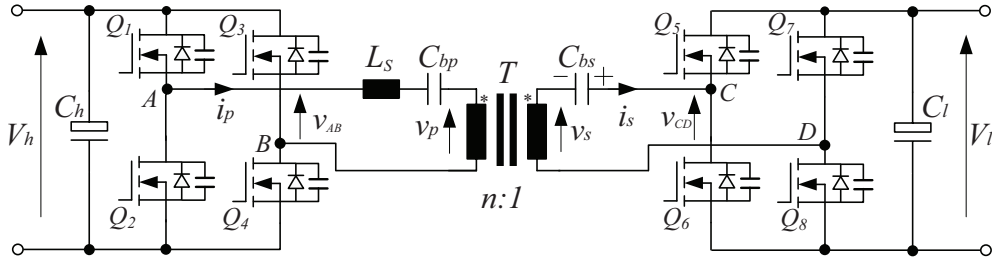 Q1 Q3 Q5 Q7
Ls Cbp T Cbs
− +
* *
A ip C is
Ch vAB vp vs vCD Cl
Vh B D Vl
n:1
Q2 Q4 Q6 Q8